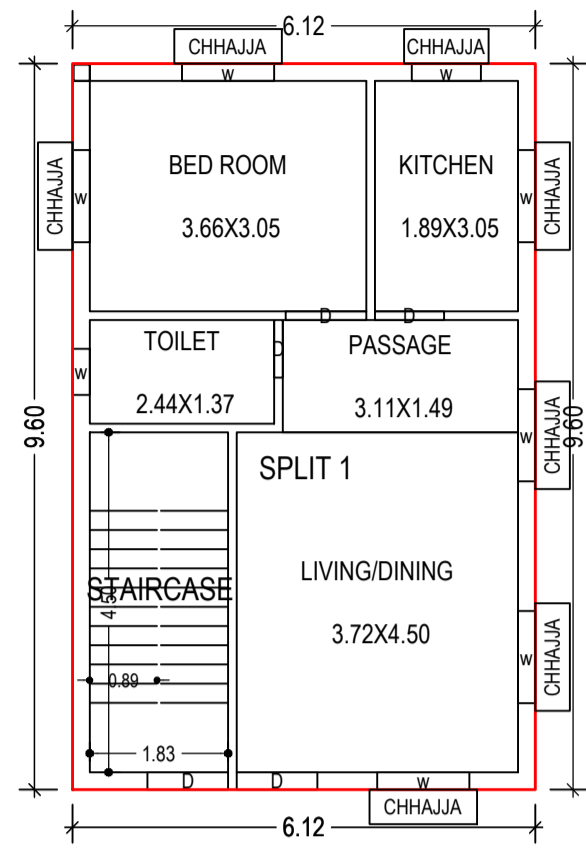 6.12
CHHAJJA
CHHAJJA
W
W
BED ROOM
KITCHEN
3.66X3.05
1.89X3.05
CHHAJJA
W
W
CHHAJJA
D
D
TOILET
D
PASSAGE
W
2.44X1.37
3.11X1.49
9.60
9.60
W
CHHAJJA
SPLIT 1
LIVING/DINING
STAIRCASE
4.50
3.72X4.50
W
CHHAJJA
0.89
1.83
D
D
W
CHHAJJA
6.12